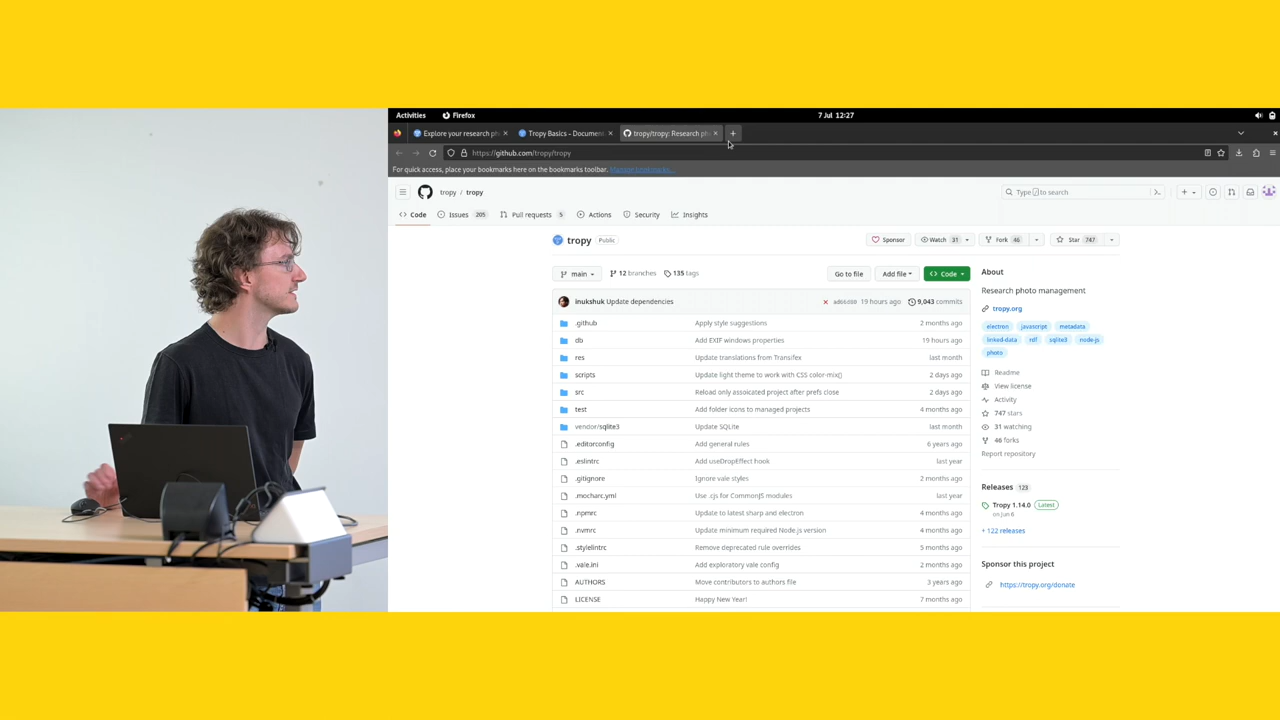 Activities Firefox 7 Jul 12:27
Explore your research ph × Tropy Basics – Documen × tropy/tropy: Research ph × +
https://github.com/tropy/tropy
For quick access, place your bookmarks here on the bookmarks toolbar. Manage bookmarks...
tropy / tropy Type / to search
Code Issues 205 Pull requests 5 Actions Security Insights
tropy Public Sponsor Watch 31 Fork 46 Star 747
main 12 branches 135 tags Go to file Add file Code
inukshuk Update dependencies 19 hours ago 9,043 commits
.github Apply style suggestions 2 months ago
db Add EXIF windows properties 19 hours ago
res Update translations from Transifex last month
scripts Update light theme to work with CSS color-mix() 2 days ago
src Reload only assoicated project after prefs close 2 days ago
test Add folder icons to managed projects 4 months ago
vendor/sqlite3 Update SQLite last month
.editorconfig Add general rules 6 years ago
.eslintrc Add useDropEffect hook last year
.gitignore Ignore vale styles 2 months ago
.mocharc.yml Use .cjs for CommonJS modules last year
.npmrc Update to latest sharp and electron 4 months ago
.nvmrc Update minimum required Node.js version 4 months ago
.stylelintrc Remove deprecated rule overrides 5 months ago
.vale.ini Add exploratory vale config 2 months ago
AUTHORS Move contributors to authors file 3 years ago
LICENSE Happy New Year! 7 months ago
About
Research photo management
tropy.org
electron javascript metadata
linked-data rdf sqlite3 node-js
photo
Readme
View license
Activity
747 stars
31 watching
46 forks
Report repository
Releases 123
Tropy 1.14.0 Latest
on Jun 6
+ 122 releases
Sponsor this project
https://tropy.org/donate